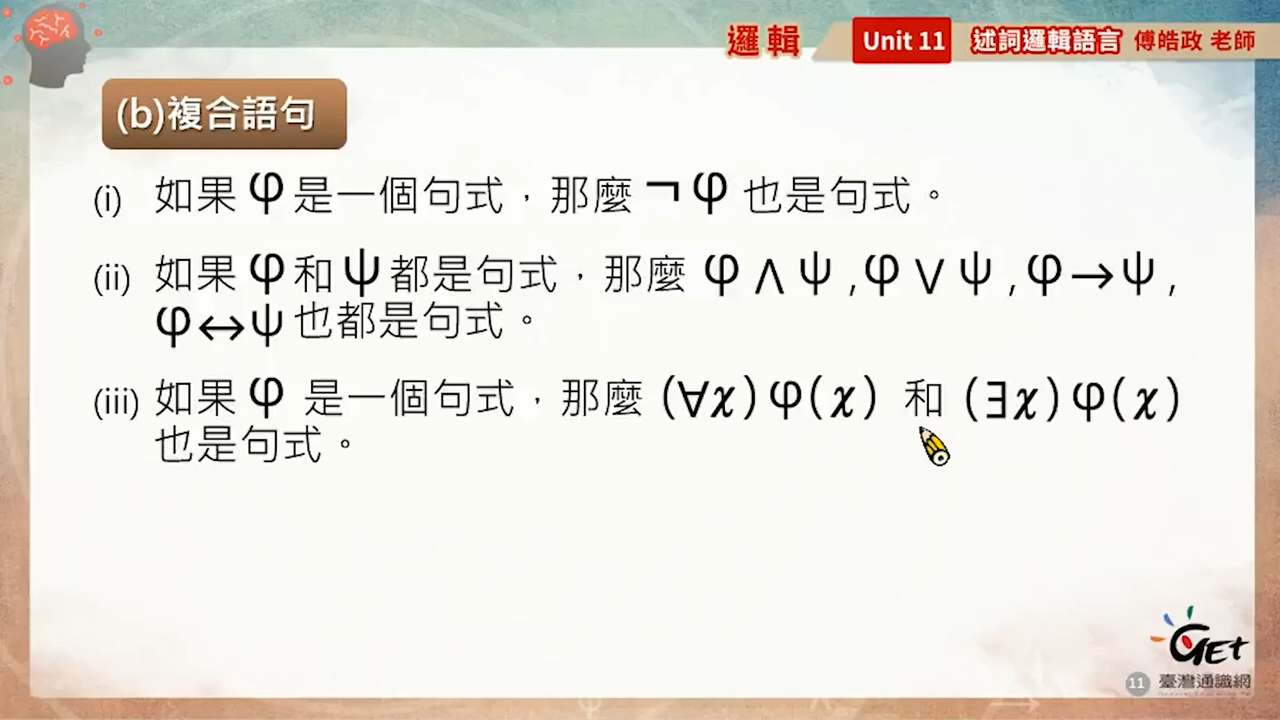 邏輯 Unit 11 述詞邏輯語言 傅皓政 老師
(b)複合語句
(i) 如果 φ 是一個句式，那麼 ¬φ 也是句式。
(ii) 如果 φ 和 ψ 都是句式，那麼 φ ∧ ψ ,φ ∨ ψ ,φ→ψ ,
φ↔ψ 也都是句式。
(iii) 如果 φ 是一個句式，那麼 (∀x)φ(x) 和 (∃x)φ(x)
也是句式。
GET
11 臺灣通識網